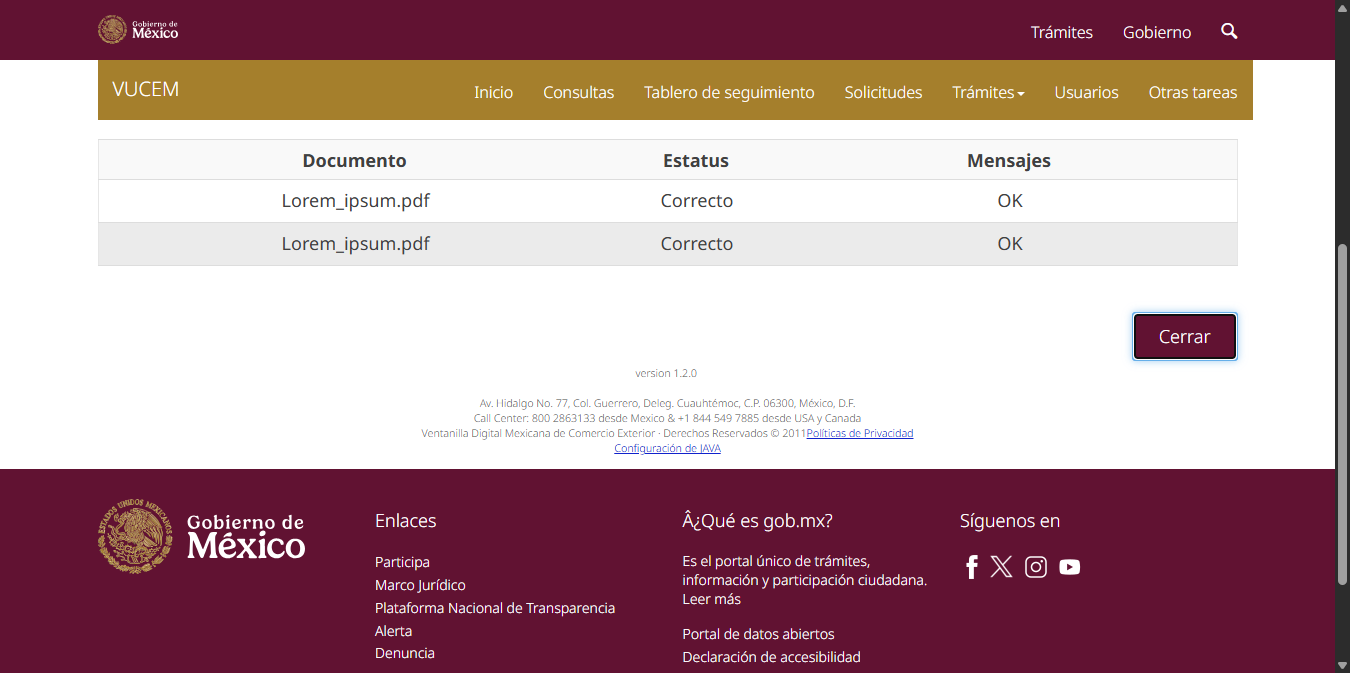 Gobierno de
México
Trámites
Gobierno
VUCEM
Inicio
Consultas
Tablero de seguimiento
Solicitudes
Trámites
Usuarios
Otras tareas
Documento Estatus Mensajes
Lorem_ipsum.pdf Correcto OK
Lorem_ipsum.pdf Correcto OK
Cerrar
version 1.2.0
Av. Hidalgo No. 77, Col. Guerrero, Deleg. Cuauhtémoc, C.P. 06300, México, D.F.
Call Center: 800 2863133 desde Mexico & +1 844 549 7885 desde USA y Canada
Ventanilla Digital Mexicana de Comercio Exterior · Derechos Reservados © 2011Políticas de Privacidad
Configuración de JAVA
ESTADOS UNIDOS MEXICANOS
Gobierno de
México
Enlaces
Participa
Marco Jurídico
Plataforma Nacional de Transparencia
Alerta
Denuncia
Â¿Qué es gob.mx?
Es el portal único de trámites,
información y participación ciudadana.
Leer más
Portal de datos abiertos
Declaración de accesibilidad
Síguenos en